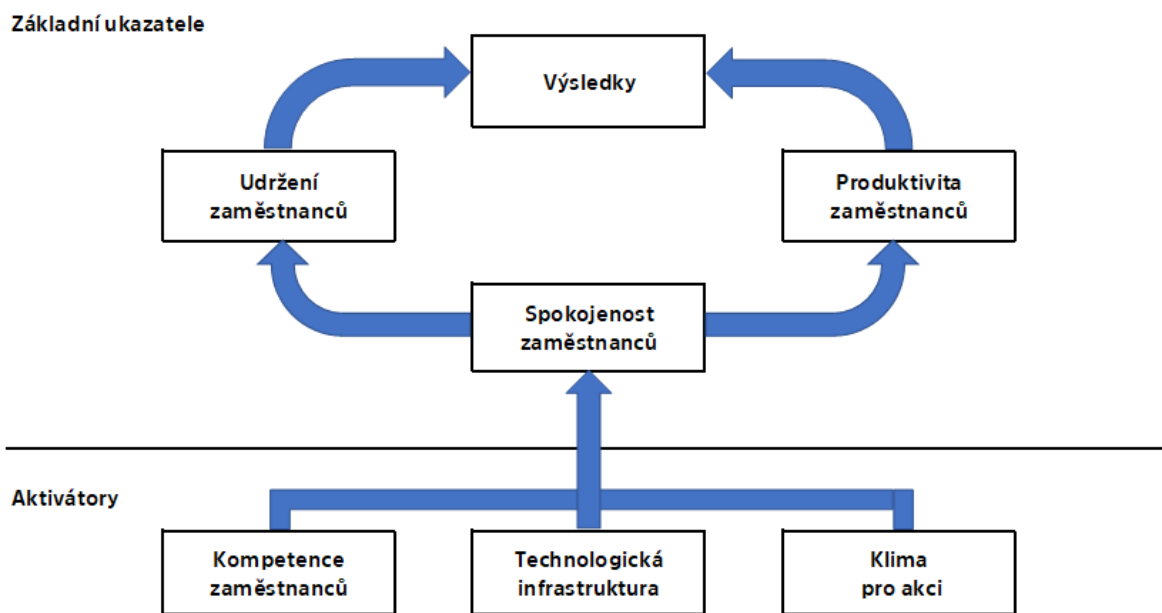 Základní ukazatele
Výsledky
Udržení
zaměstnanců
Produktivita
zaměstnanců
Spokojenost
zaměstnanců
Aktivátory
Kompetence
zaměstnanců
Technologická
infrastruktura
Klima
pro akci